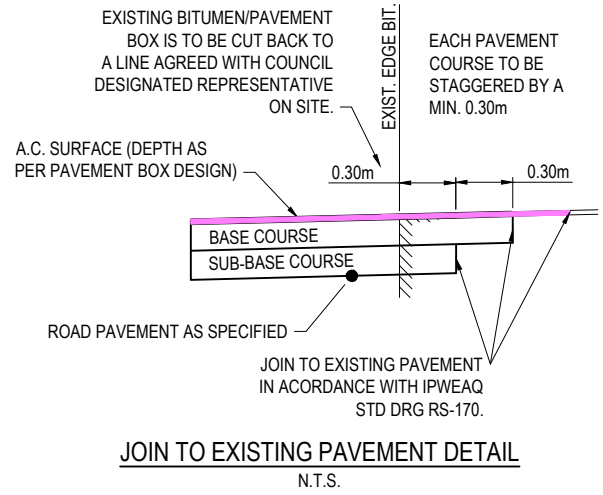 EXISTING BITUMEN/PAVEMENT
BOX IS TO BE CUT BACK TO
A LINE AGREED WITH COUNCIL
DESIGNATED REPRESENTATIVE
ON SITE.
EXIST. EDGE BIT.
EACH PAVEMENT
COURSE TO BE
STAGGERED BY A
MIN. 0.30m
A.C. SURFACE (DEPTH AS
PER PAVEMENT BOX DESIGN)
0.30m
0.30m
BASE COURSE
SUB-BASE COURSE
ROAD PAVEMENT AS SPECIFIED
JOIN TO EXISTING PAVEMENT
IN ACORDANCE WITH IPWEAQ
STD DRG RS-170.
JOIN TO EXISTING PAVEMENT DETAIL
N.T.S.